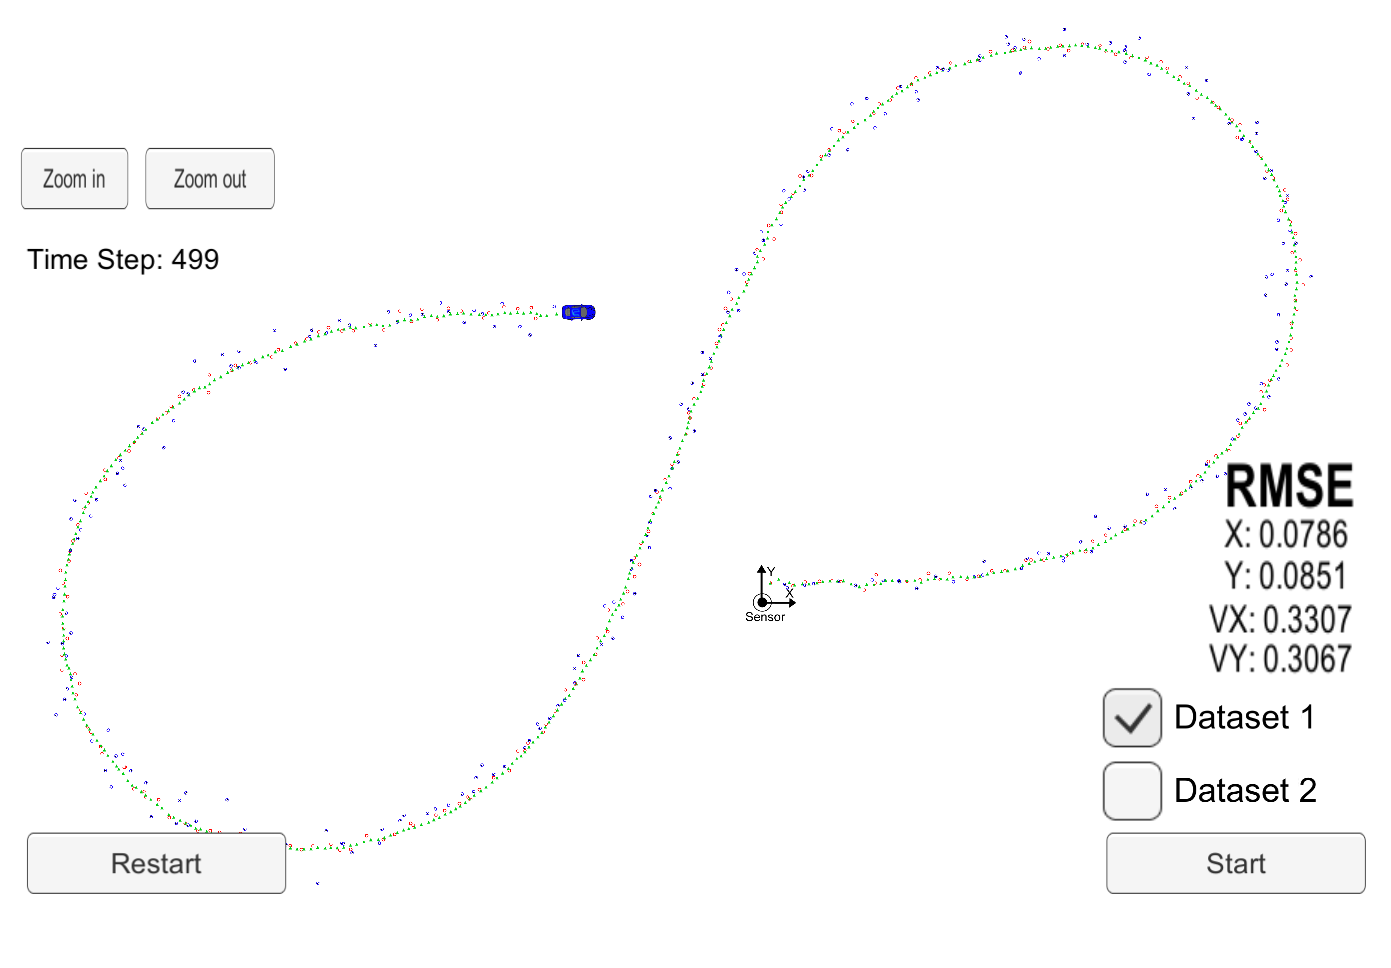 Zoom in
Zoom out
Time Step: 499
Y
X
Sensor
RMSE
X: 0.0786
Y: 0.0851
VX: 0.3307
VY: 0.3067
Dataset 1
Dataset 2
Restart
Start